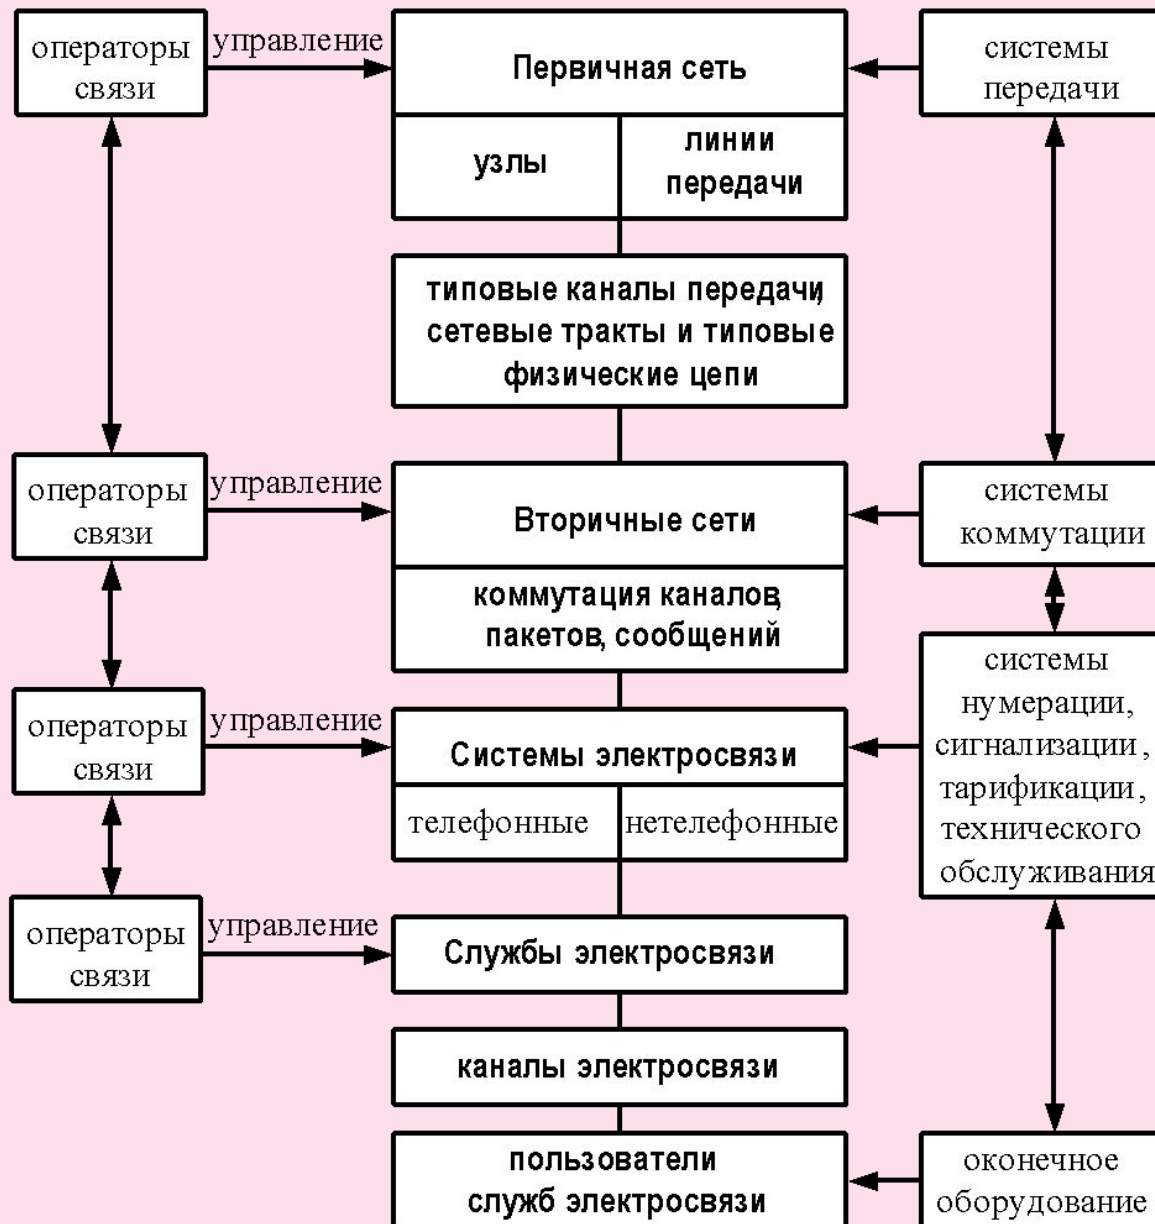 операторы
связи
управление
Первичная сеть
системы
передачи
узлы
линии
передачи
типовые каналы передачи,
сетевые тракты и типовые
физические цепи
операторы
связи
управление
Вторичные сети
системы
коммутации
коммутация каналов,
пакетов, сообщений
операторы
связи
управление
Системы электросвязи
телефонные
нетелефонные
системы
нумерации,
сигнализации,
тарификации,
технического
обслуживания
операторы
связи
управление
Службы электросвязи
каналы электросвязи
пользователи
служб электросвязи
оконечное
оборудование